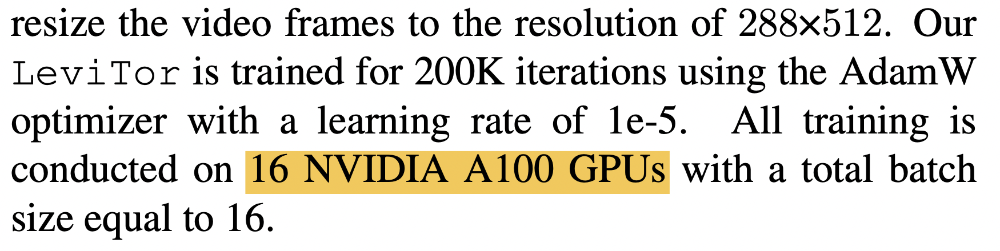 resize the video frames to the resolution of 288×512. Our
LeviTor is trained for 200K iterations using the AdamW
optimizer with a learning rate of 1e-5. All training is
conducted on 16 NVIDIA A100 GPUs with a total batch
size equal to 16.